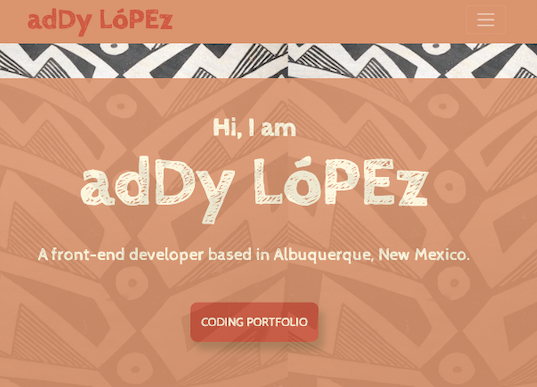 adDy LóPEz
Hi, I am
adDy LóPEz
A front-end developer based in Albuquerque, New Mexico.
CODING PORTFOLIO